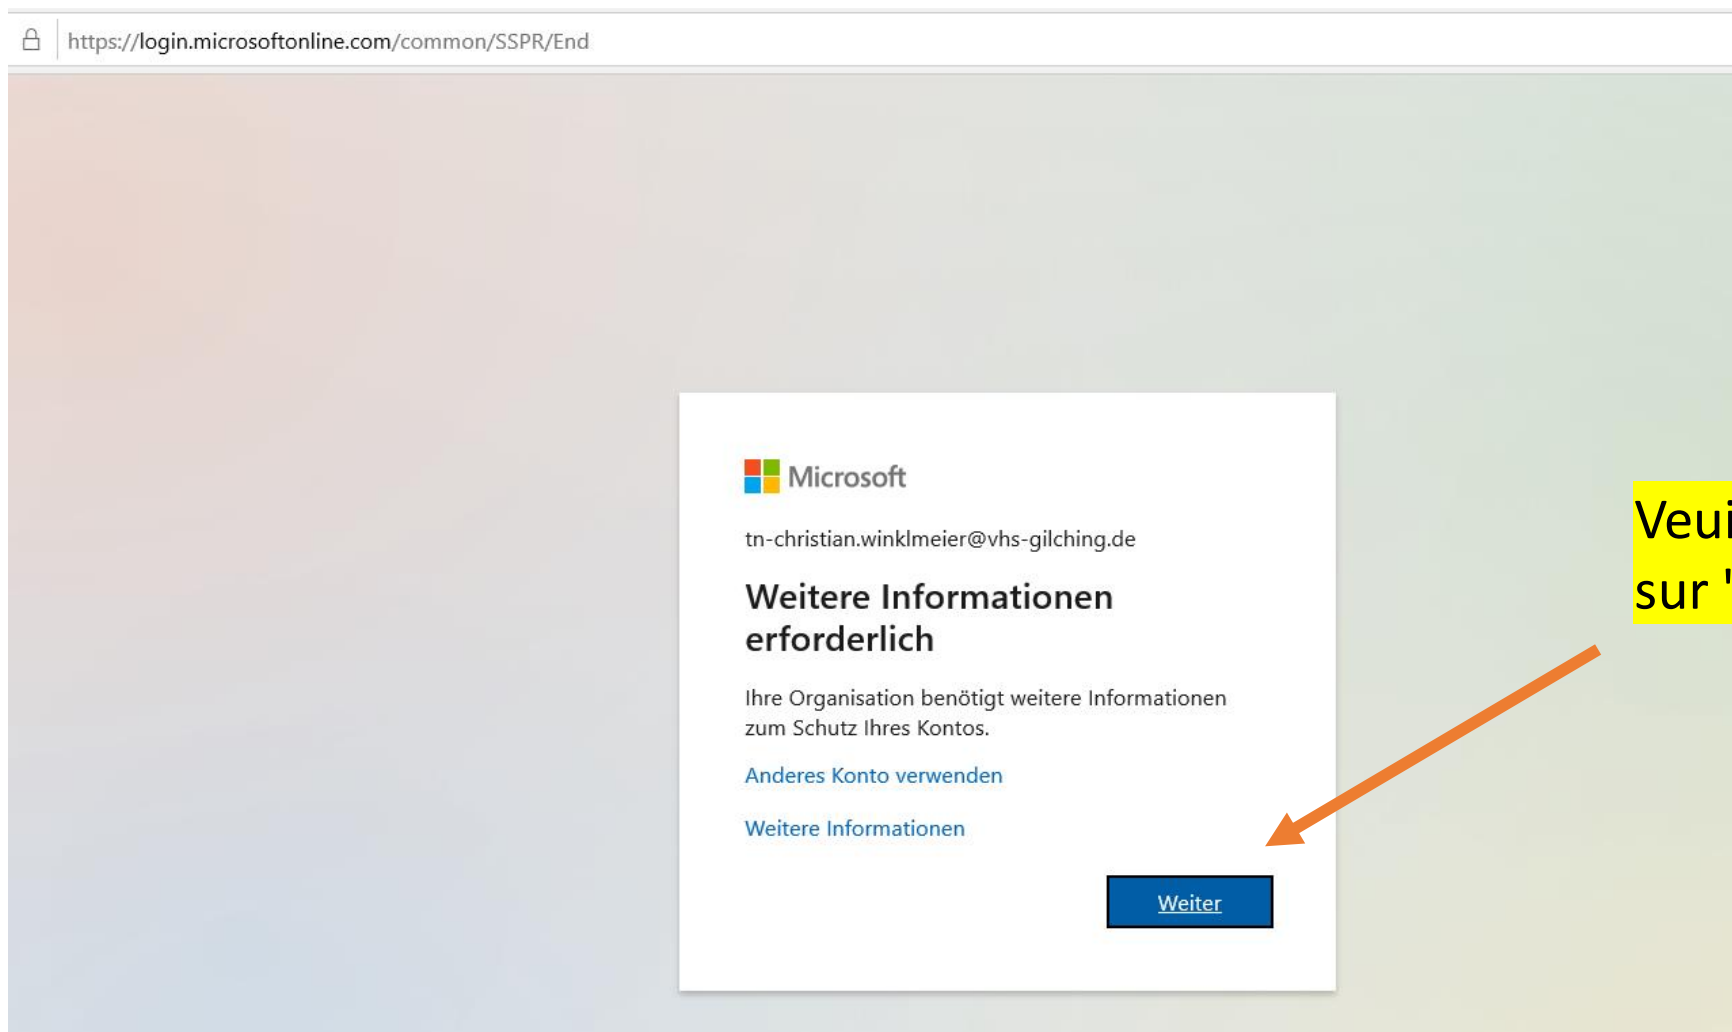 https://login.microsoftonline.com/common/SSPR/End
Microsoft
tn-christian.winklmeier@vhs-gilching.de
Weitere Informationen
erforderlich
Ihre Organisation benötigt weitere Informationen
zum Schutz Ihres Kontos.
Anderes Konto verwenden
Weitere Informationen
Weiter
sur "